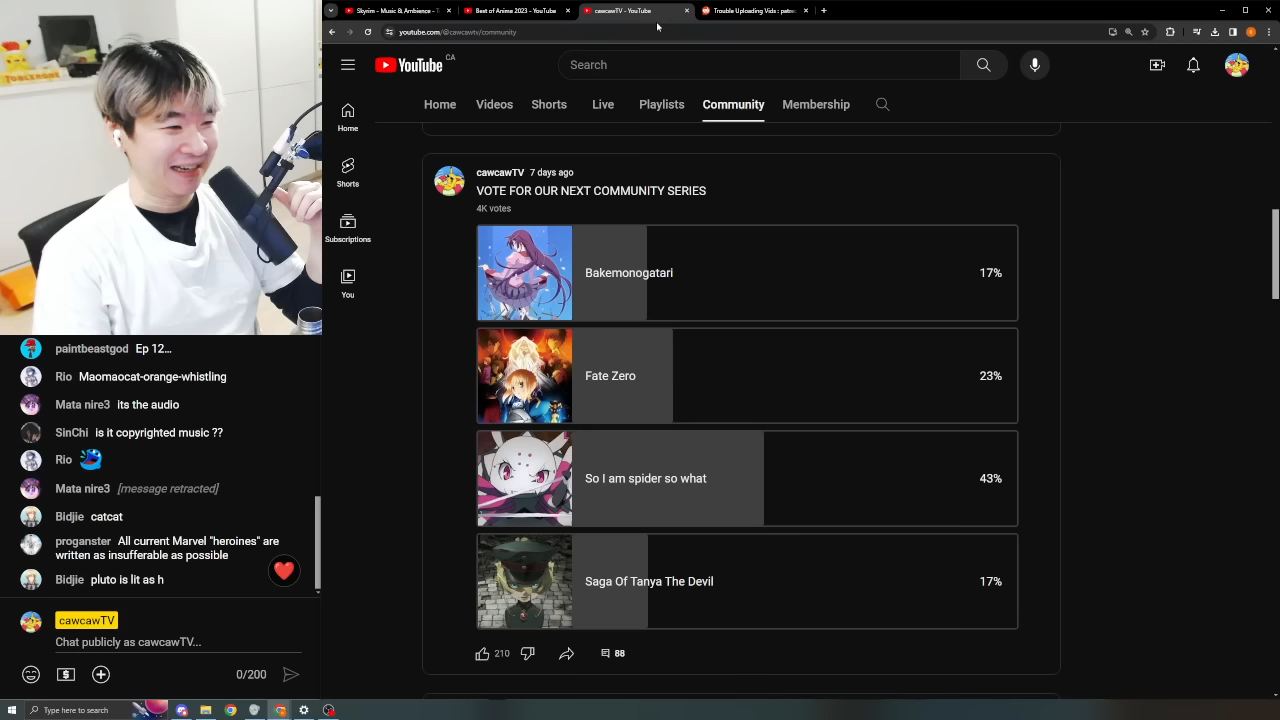 Skyrim - Music & Ambience - T
Best of Anime 2023 - YouTube
cawcawTV - YouTube
Trouble Uploading Vids : patre
youtube.com/@cawcawtv/community
YouTube CA
Search
Home Videos Shorts Live Playlists Community Membership
Home
Shorts
Subscriptions
You
cawcawTV 7 days ago
VOTE FOR OUR NEXT COMMUNITY SERIES
4K votes
Bakemonogatari 17%
Fate Zero 23%
So I am spider so what 43%
Saga Of Tanya The Devil 17%
210 88
paintbeastgod Ep 12...
Rio Maomaocat-orange-whistling
Mata nire3 its the audio
SinChi is it copyrighted music ??
Rio
Mata nire3 [message retracted]
Bidjie catcat
proganster All current Marvel "heroines" are
written as insufferable as possible
Bidjie pluto is lit as h
cawcawTV
Chat publicly as cawcawTV...
0/200
Type here to search